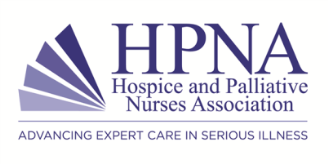 HPNA
Hospice and Palliative
Nurses Association
ADVANCING EXPERT CARE IN SERIOUS ILLNESS